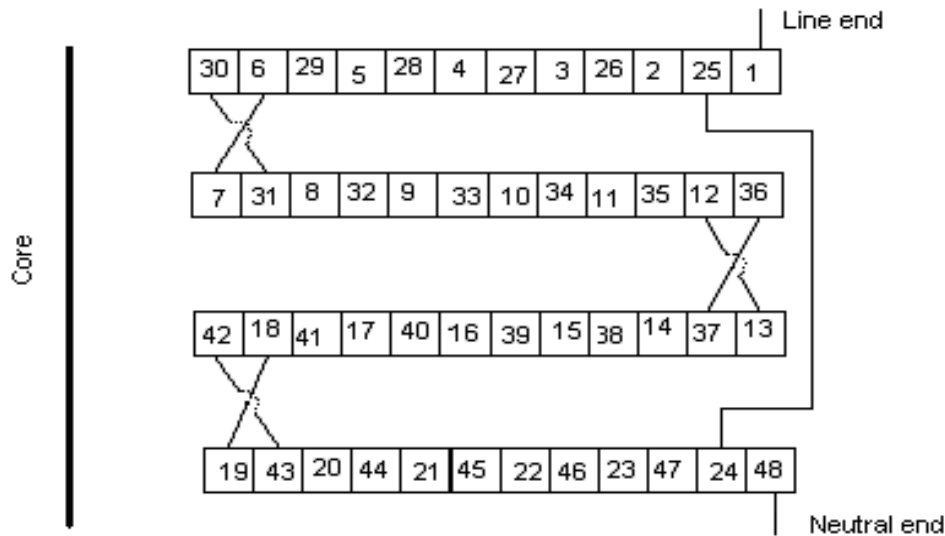 Line end
30 6 29 5 28 4 27 3 26 2 25 1
7 31 8 32 9 33 10 34 11 35 12 36
Core
42 18 41 17 40 16 39 15 38 14 37 13
19 43 20 44 21 45 22 46 23 47 24 48
Neutral end